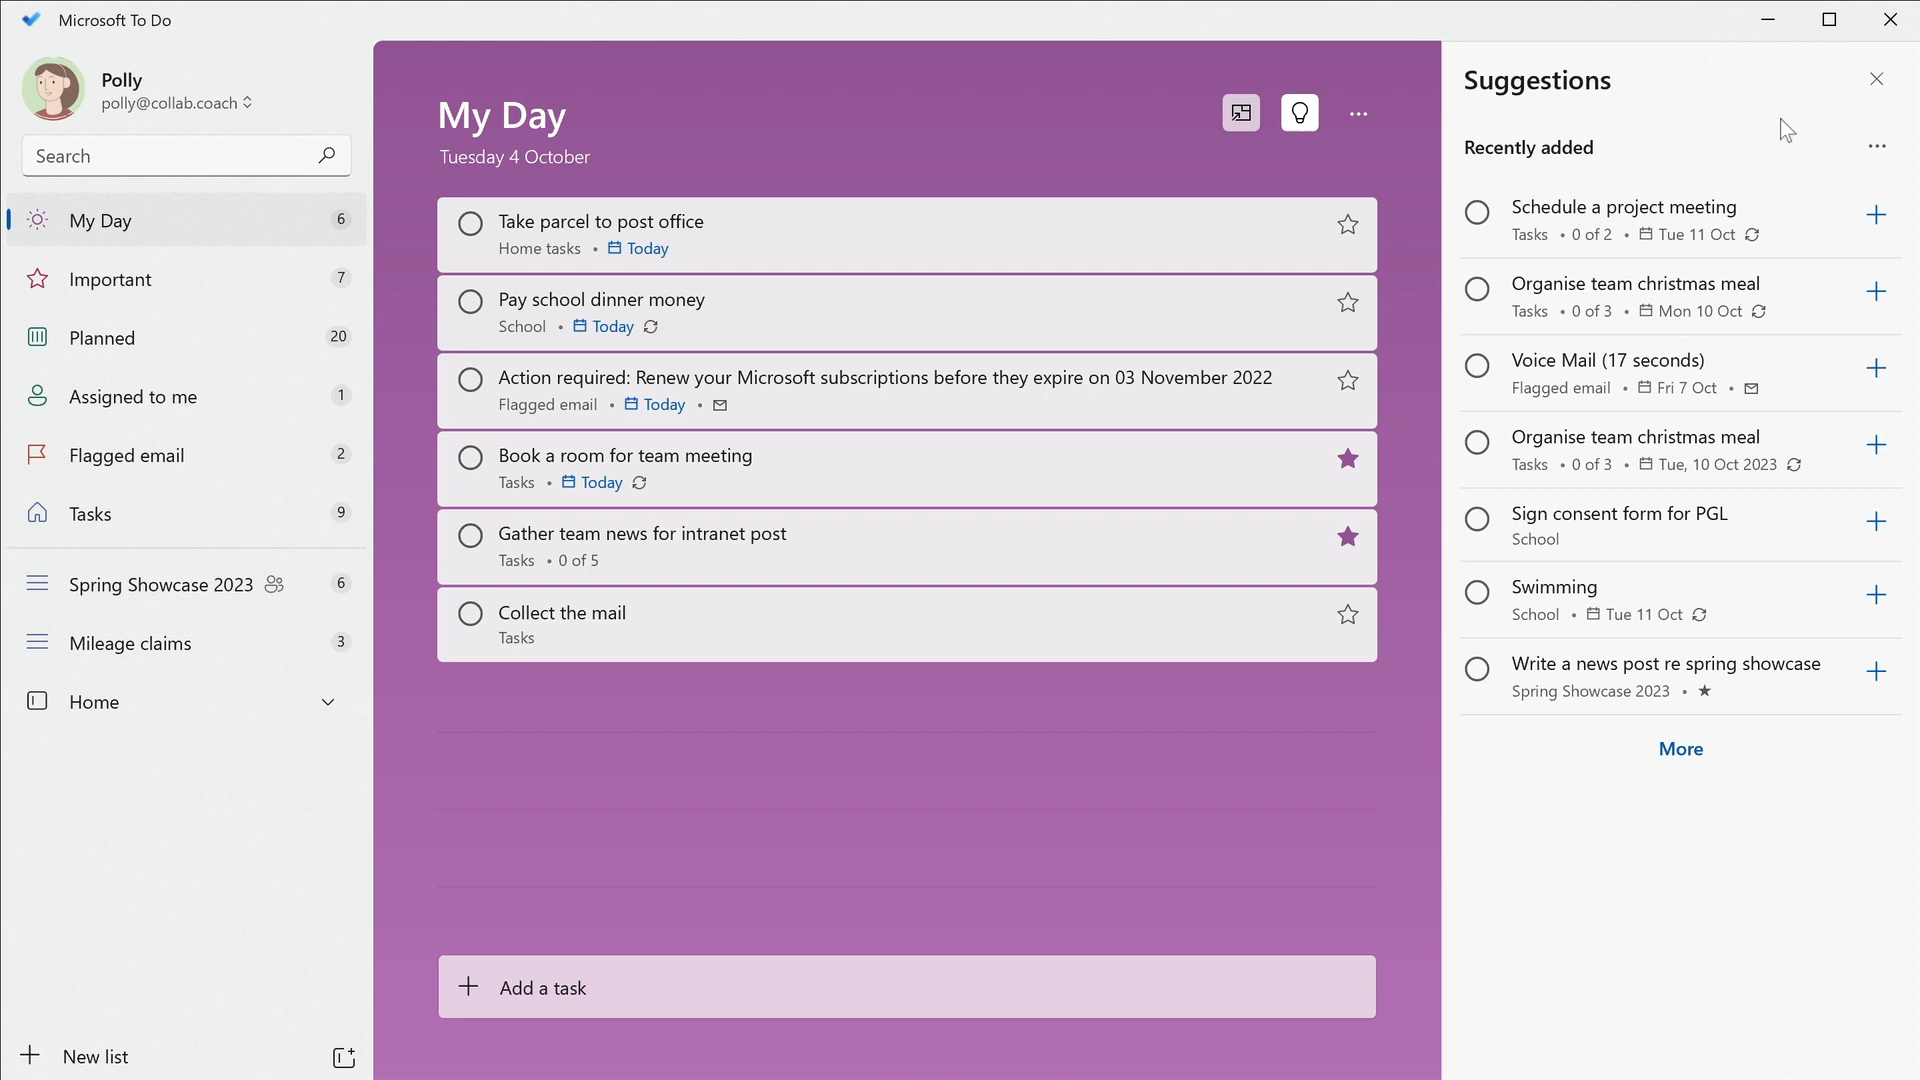 Microsoft To Do
Polly
polly@collab.coach
Search
My Day 6
Important 7
Planned 20
Assigned to me 1
Flagged email 2
Tasks 9
Spring Showcase 2023 6
Mileage claims 3
Home
New list
My Day
Tuesday 4 October
Take parcel to post office
Home tasks • Today
Pay school dinner money
School • Today
Action required: Renew your Microsoft subscriptions before they expire on 03 November 2022
Flagged email • Today •
Book a room for team meeting
Tasks • Today
Gather team news for intranet post
Tasks • 0 of 5
Collect the mail
Tasks
Add a task
Suggestions
Recently added
Schedule a project meeting
Tasks • 0 of 2 • Tue 11 Oct
Organise team christmas meal
Tasks • 0 of 3 • Mon 10 Oct
Voice Mail (17 seconds)
Flagged email • Fri 7 Oct •
Organise team christmas meal
Tasks • 0 of 3 • Tue, 10 Oct 2023
Sign consent form for PGL
School
Swimming
School • Tue 11 Oct
Write a news post re spring showcase
Spring Showcase 2023 • ★
More